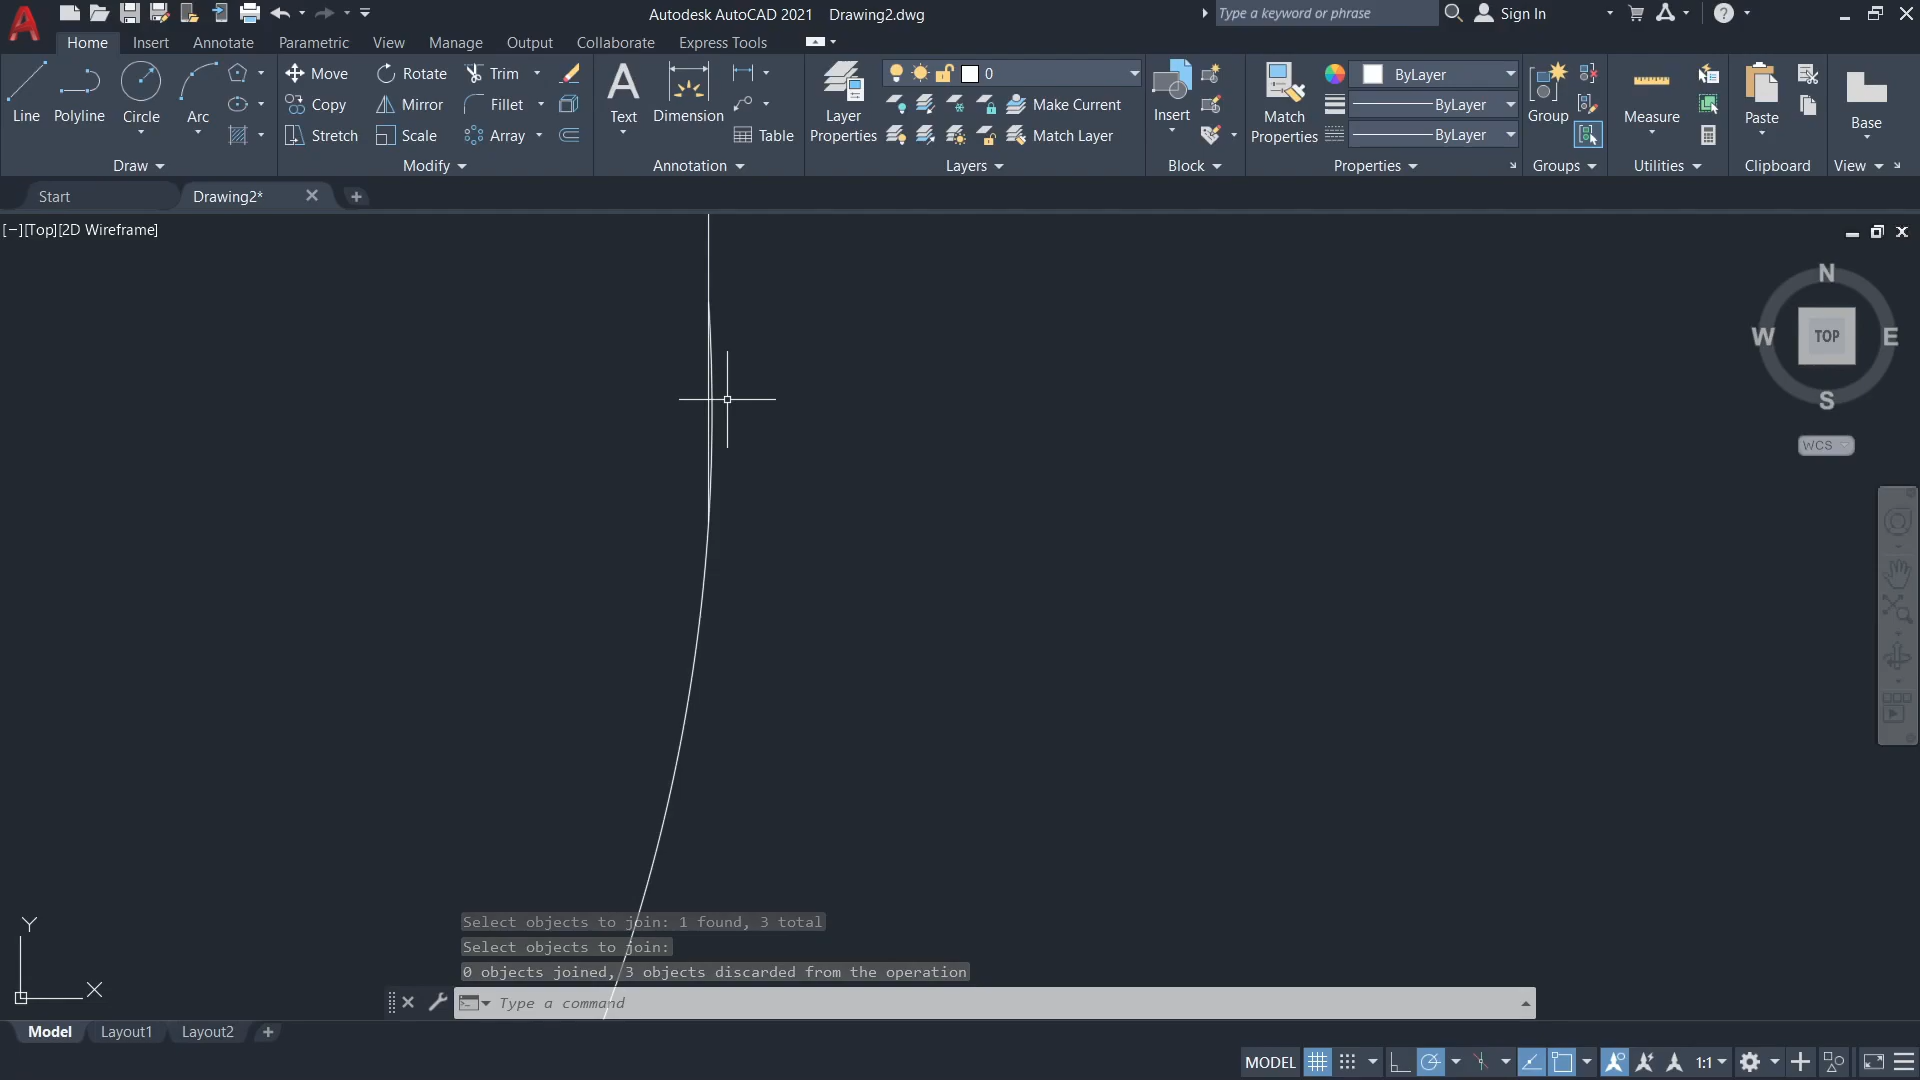 Autodesk AutoCAD 2021 Drawing2.dwg
Type a keyword or phrase
Sign In
Home Insert Annotate Parametric View Manage Output Collaborate Express Tools
Line Polyline Circle Arc
Draw
Move Rotate Trim
Copy Mirror Fillet
Stretch Scale Array
Modify
Text Dimension Table
Annotation
Layer Properties
0
Make Current
Match Layer
Layers
Insert
Block
Match Properties
ByLayer
ByLayer
ByLayer
Properties
Group
Groups
Measure
Utilities
Paste
Clipboard
Base
View
Start Drawing2*
[−][Top][2D Wireframe]
N
W TOP E
S
WCS
Y
X
Select objects to join: 1 found, 3 total
Select objects to join:
0 objects joined, 3 objects discarded from the operation
Type a command
Model Layout1 Layout2
MODEL 1:1